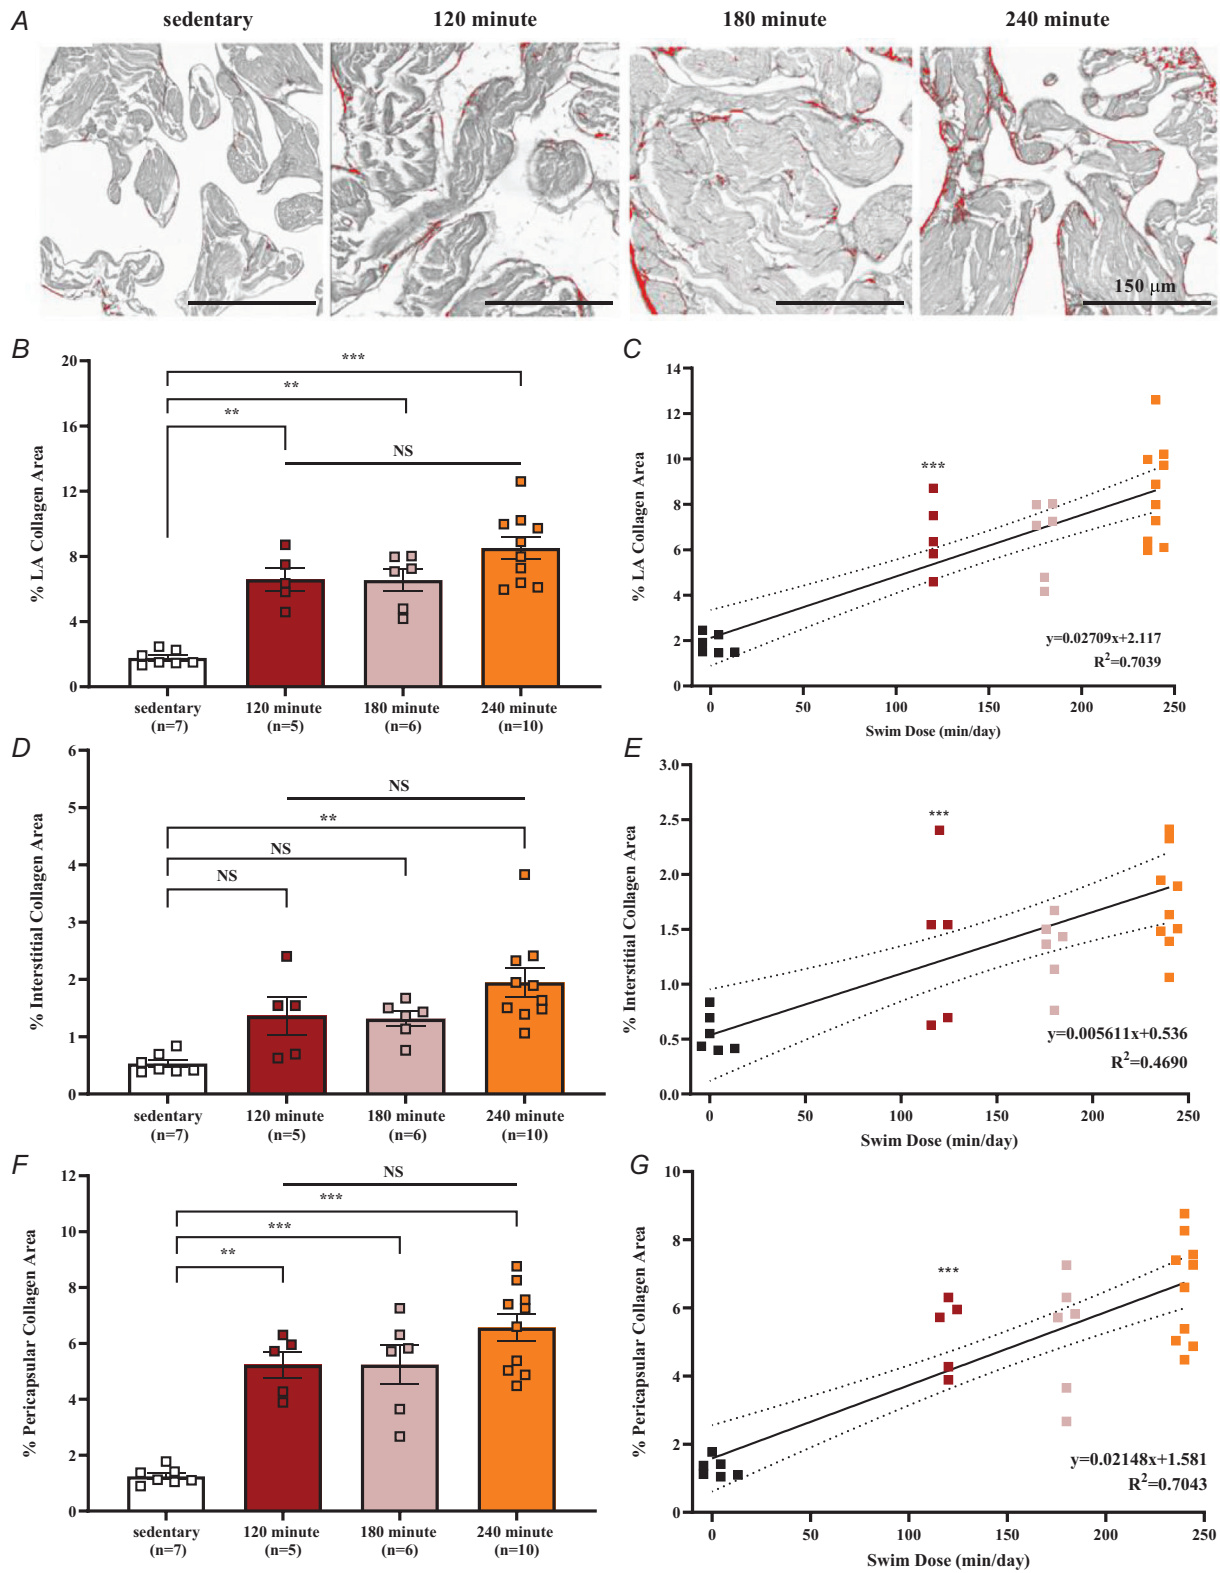 A
sedentary
120 minute
180 minute
240 minute
150 μm
B
% LA Collagen Area
20
16
12
8
4
0
***
**
**
NS
sedentary
(n=7)
120 minute
(n=5)
180 minute
(n=6)
240 minute
(n=10)
C
% LA Collagen Area
14
12
10
8
6
4
2
0
***
y=0.02709x+2.117
R²=0.7039
0
50
100
150
200
250
Swim Dose (min/day)
D
% Interstitial Collagen Area
6
5
4
3
2
1
0
NS
**
NS
NS
sedentary
(n=7)
120 minute
(n=5)
180 minute
(n=6)
240 minute
(n=10)
E
% Interstitial Collagen Area
3.0
2.5
2.0
1.5
1.0
0.5
0.0
***
y=0.005611x+0.536
R²=0.4690
0
50
100
150
200
250
Swim Dose (min/day)
F
% Pericapsular Collagen Area
12
10
8
6
4
2
0
NS
***
***
**
sedentary
(n=7)
120 minute
(n=5)
180 minute
(n=6)
240 minute
(n=10)
G
% Pericapsular Collagen Area
10
8
6
4
2
0
***
y=0.02148x+1.581
R²=0.7043
0
50
100
150
200
250
Swim Dose (min/day)